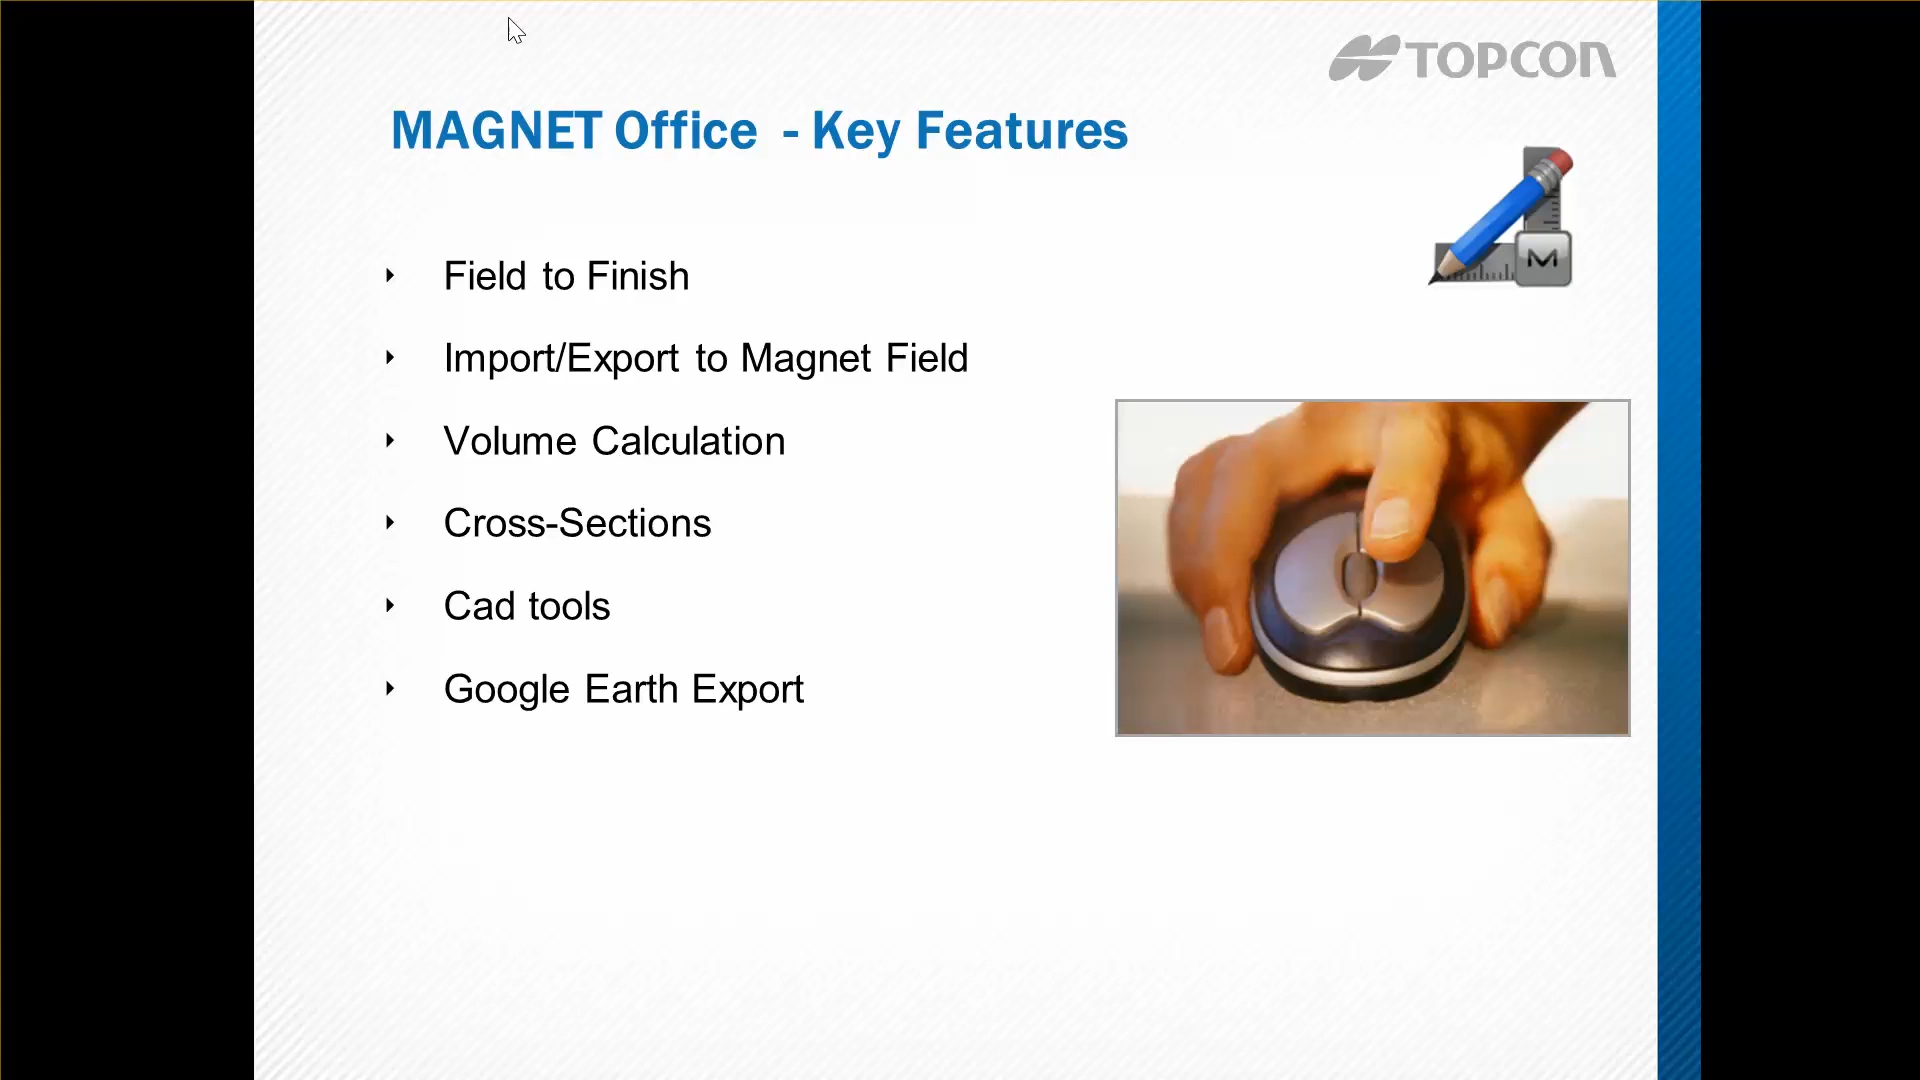 TOPCON
MAGNET Office - Key Features
Field to Finish
Import/Export to Magnet Field
Volume Calculation
Cross-Sections
Cad tools
Google Earth Export
M